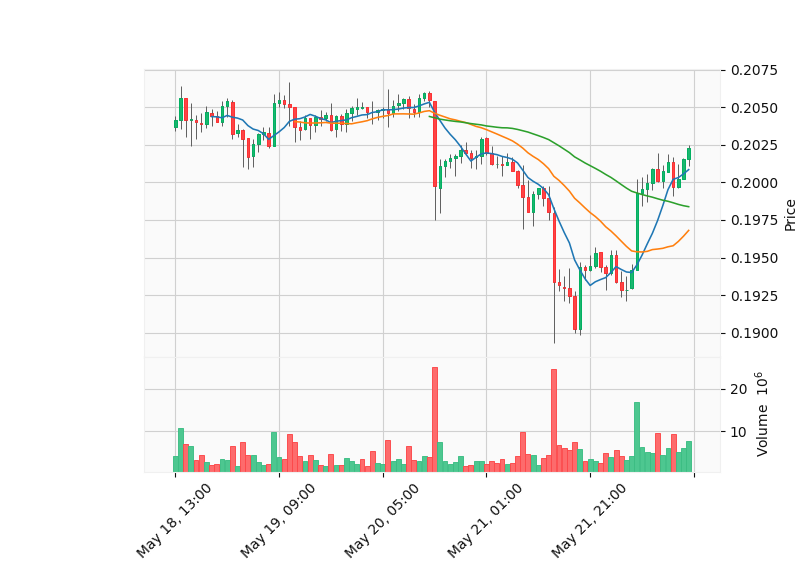 0.2075
0.2050
0.2025
0.2000
0.1975
0.1950
0.1925
0.1900
Price
20
10
Volume 10⁶
May 18, 13:00
May 19, 09:00
May 20, 05:00
May 21, 01:00
May 21, 21:00